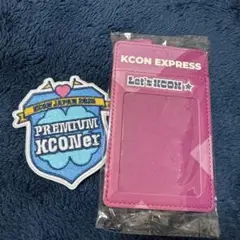 KCON JAPAN 2025
PREMIUM
KCONer
KCON EXPRESS
Let's KCON!